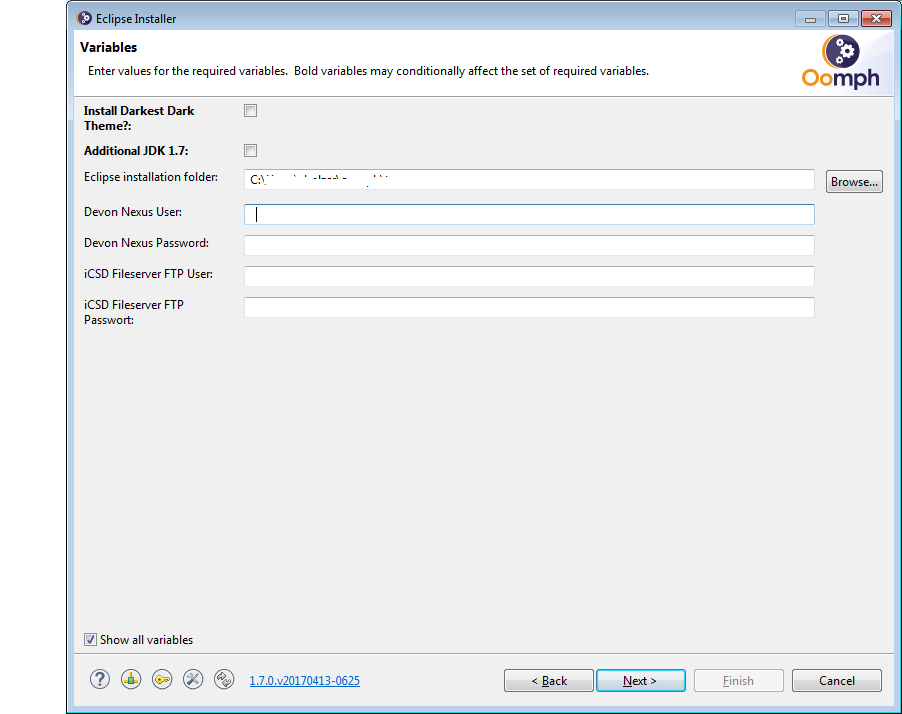 Eclipse Installer
Variables
Enter values for the required variables. Bold variables may conditionally affect the set of required variables.
Oomph
Install Darkest Dark
Theme?:
Additional JDK 1.7:
Eclipse installation folder:
C:\
Browse...
Devon Nexus User:
Devon Nexus Password:
iCSD Fileserver FTP User:
iCSD Fileserver FTP
Passwort:
Show all variables
?
1.7.0.v20170413-0625
< Back
Next >
Finish
Cancel